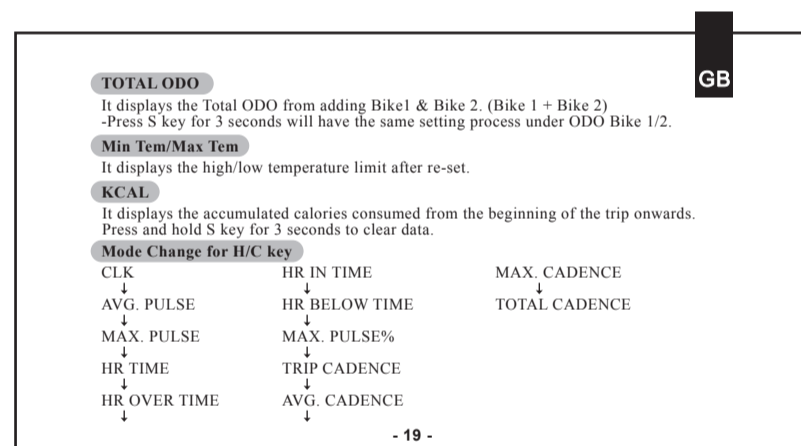 GB
TOTAL ODO
It displays the Total ODO from adding Bike1 & Bike 2. (Bike 1 + Bike 2)
-Press S key for 3 seconds will have the same setting process under ODO Bike 1/2.
Min Tem/Max Tem
It displays the high/low temperature limit after re-set.
KCAL
It displays the accumulated calories consumed from the beginning of the trip onwards.
Press and hold S key for 3 seconds to clear data.
Mode Change for H/C key
CLK
↓
AVG. PULSE
↓
MAX. PULSE
↓
HR TIME
↓
HR OVER TIME
↓
HR IN TIME
↓
HR BELOW TIME
↓
MAX. PULSE%
↓
TRIP CADENCE
↓
AVG. CADENCE
↓
MAX. CADENCE
↓
TOTAL CADENCE
- 19 -